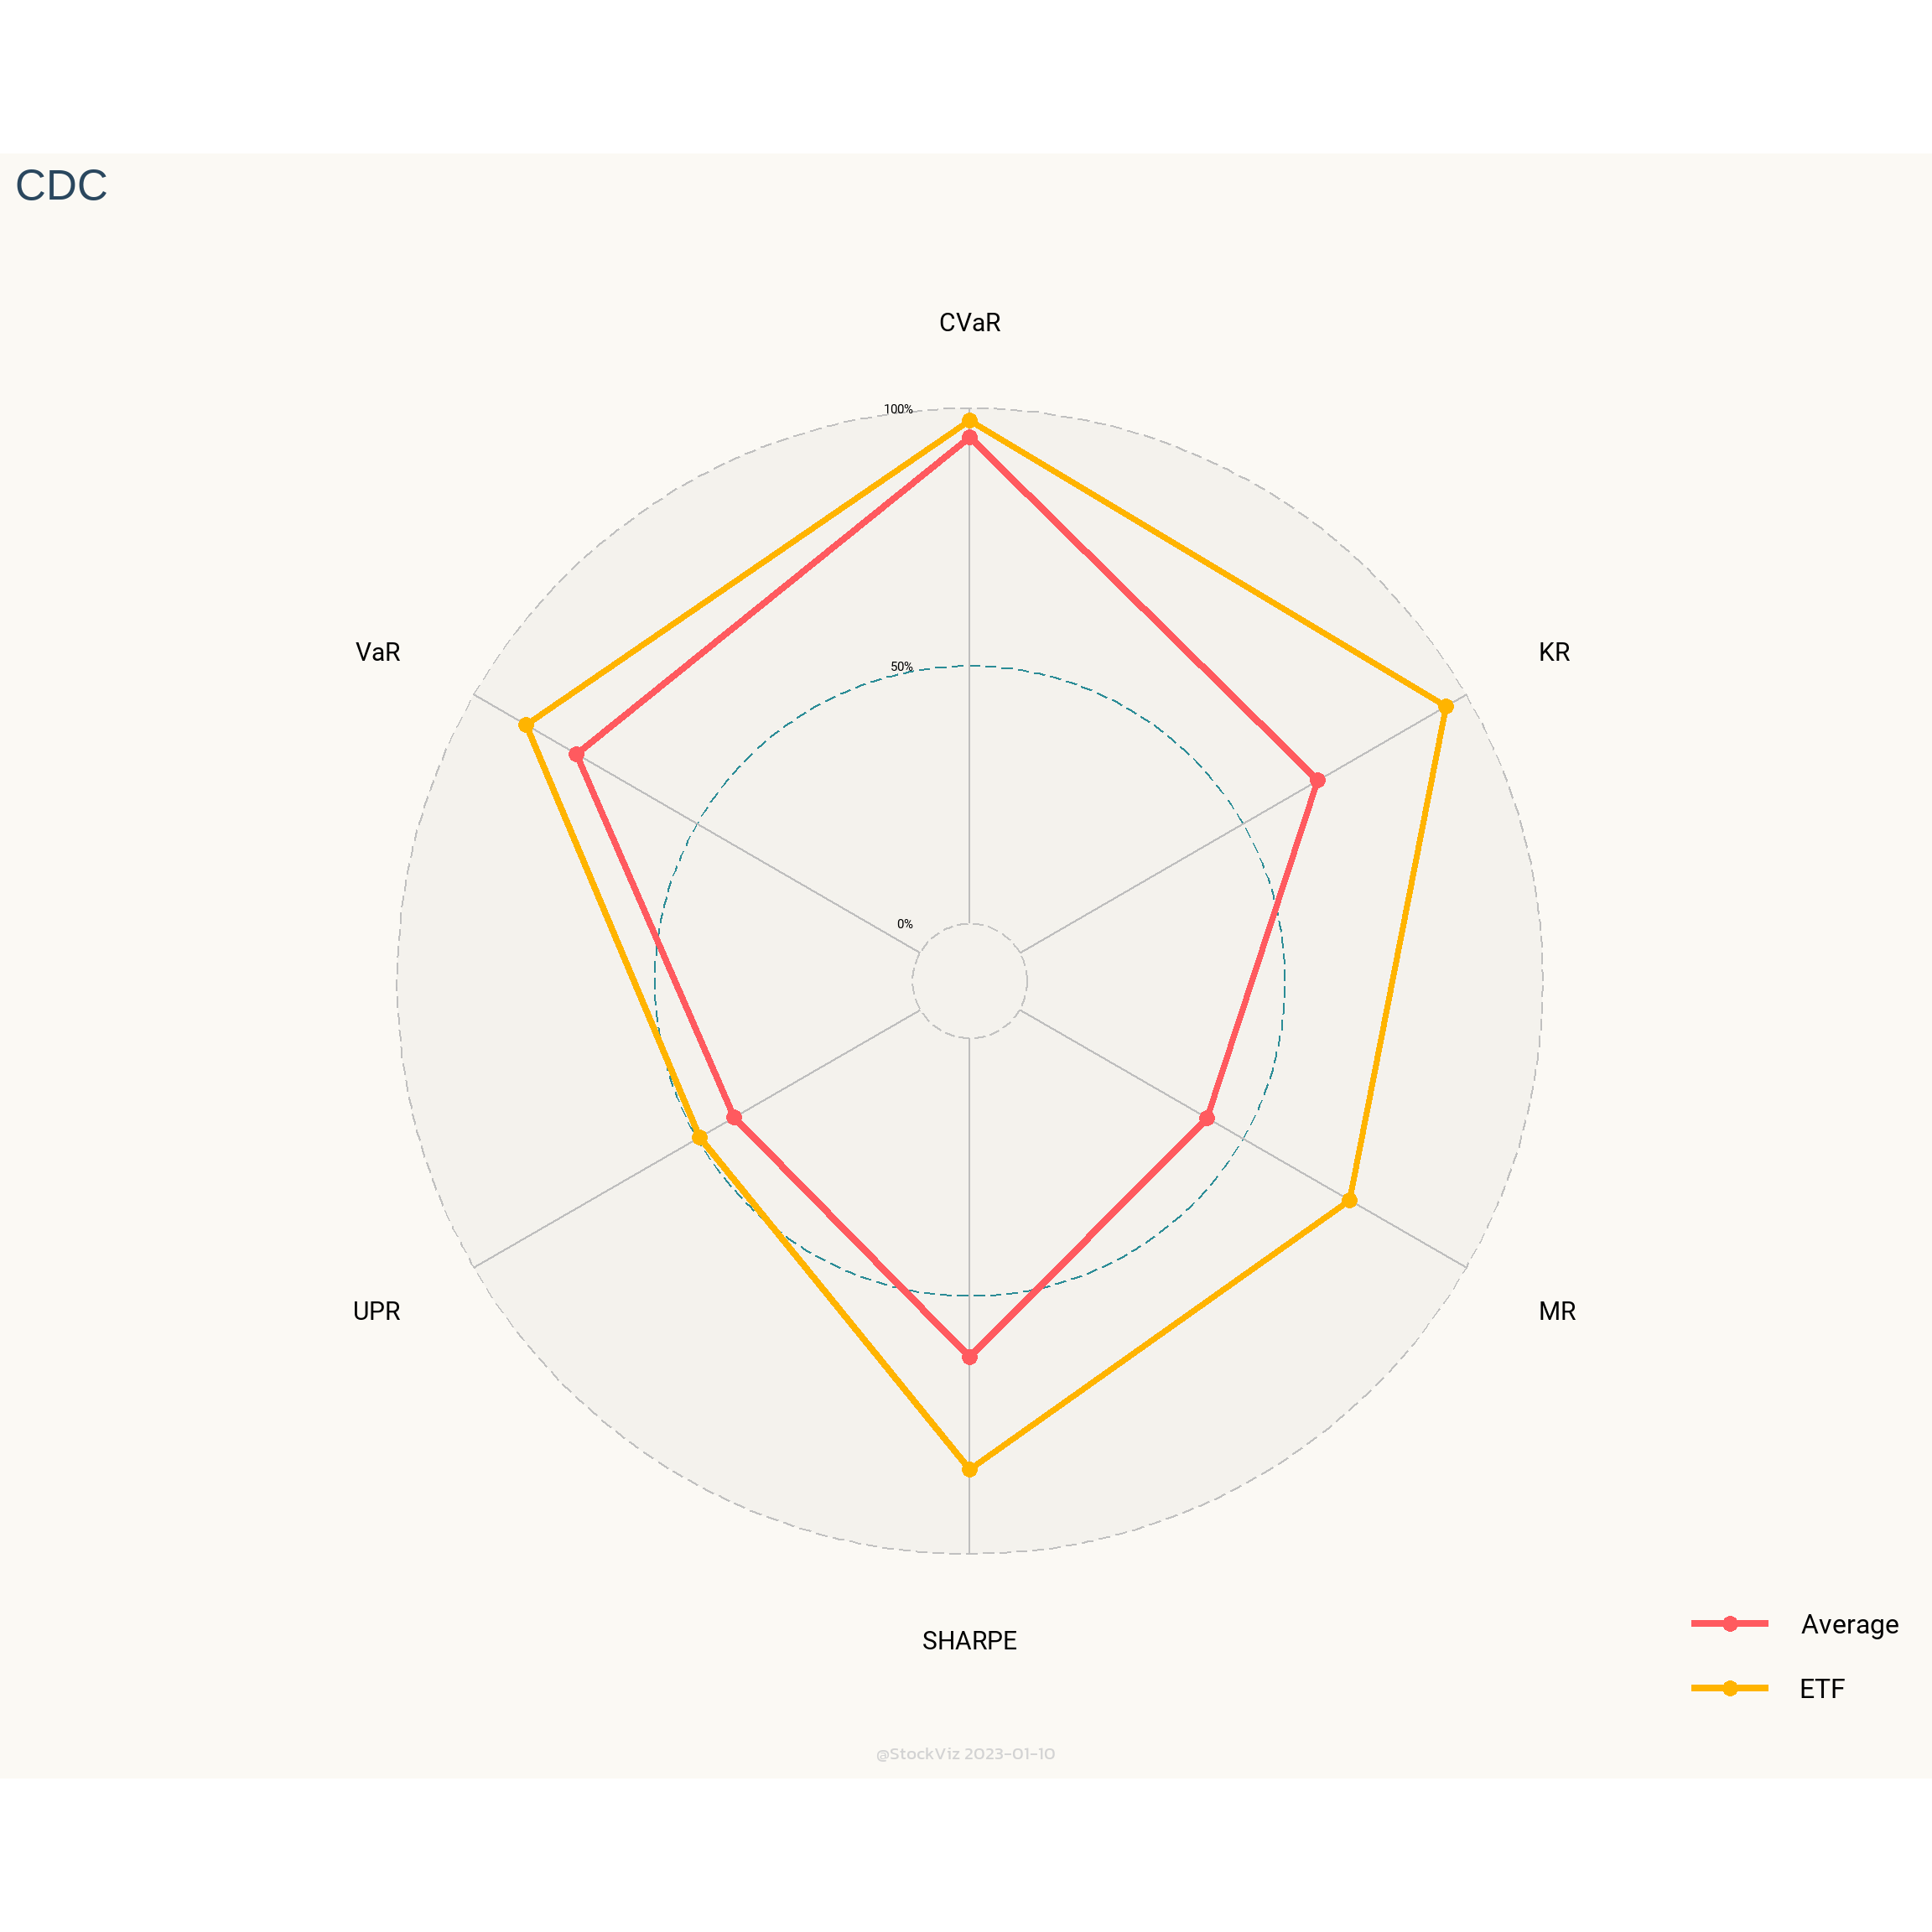 CDC
CVaR
100%
KR
VaR
50%
0%
UPR
MR
SHARPE
Average
ETF
@StockViz 2023-01-10